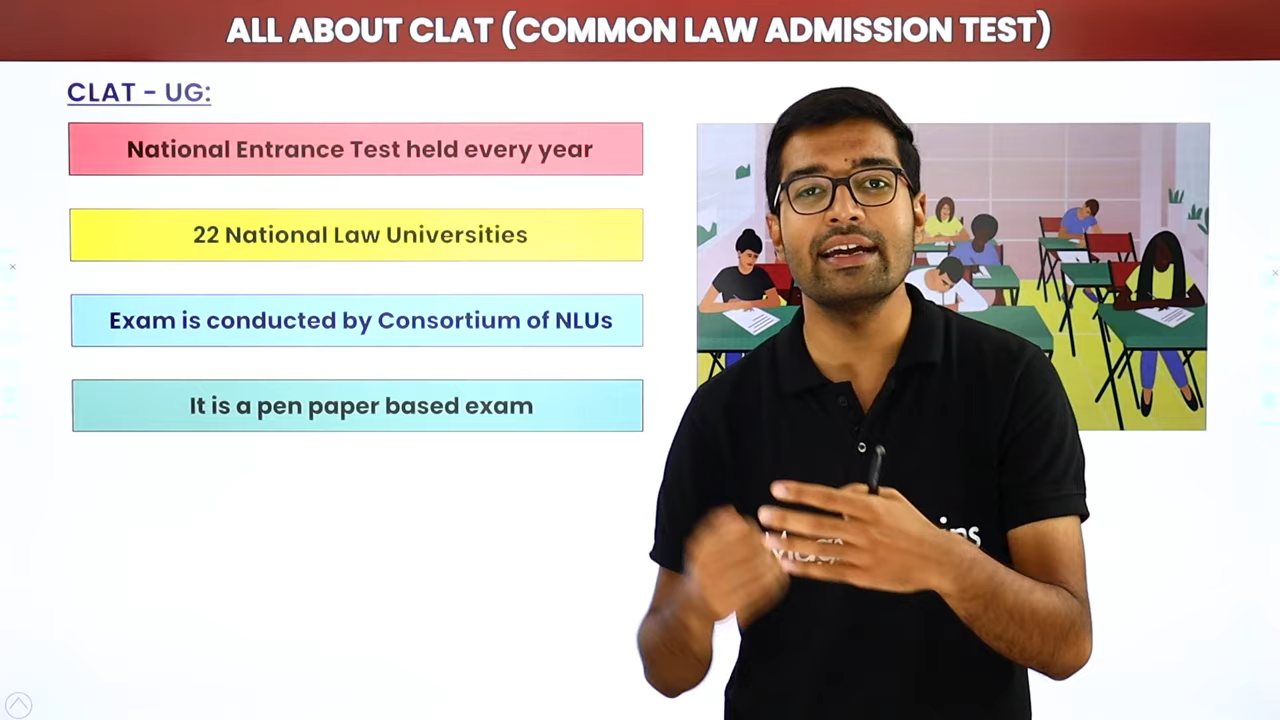 ALL ABOUT CLAT (COMMON LAW ADMISSION TEST)
CLAT - UG:
National Entrance Test held every year
22 National Law Universities
Exam is conducted by Consortium of NLUs
It is a pen paper based exam